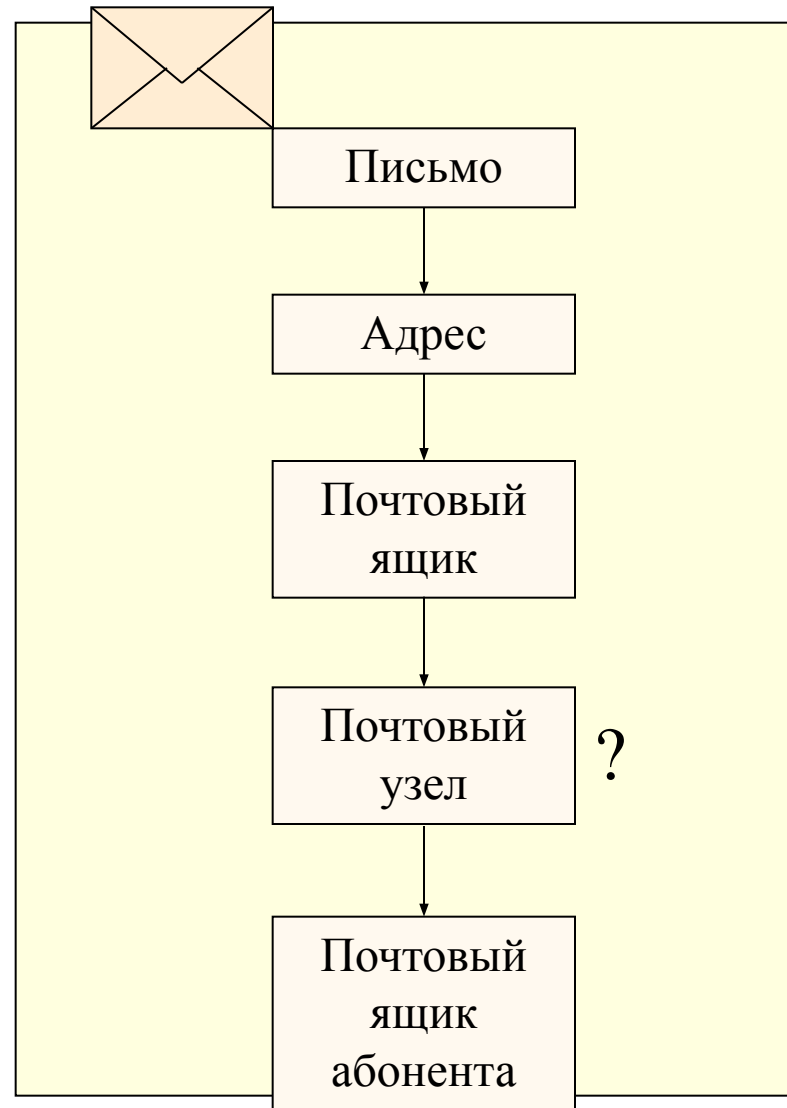 Письмо
Адрес
Почтовый
ящик
Почтовый
узел
?
Почтовый
ящик
абонента